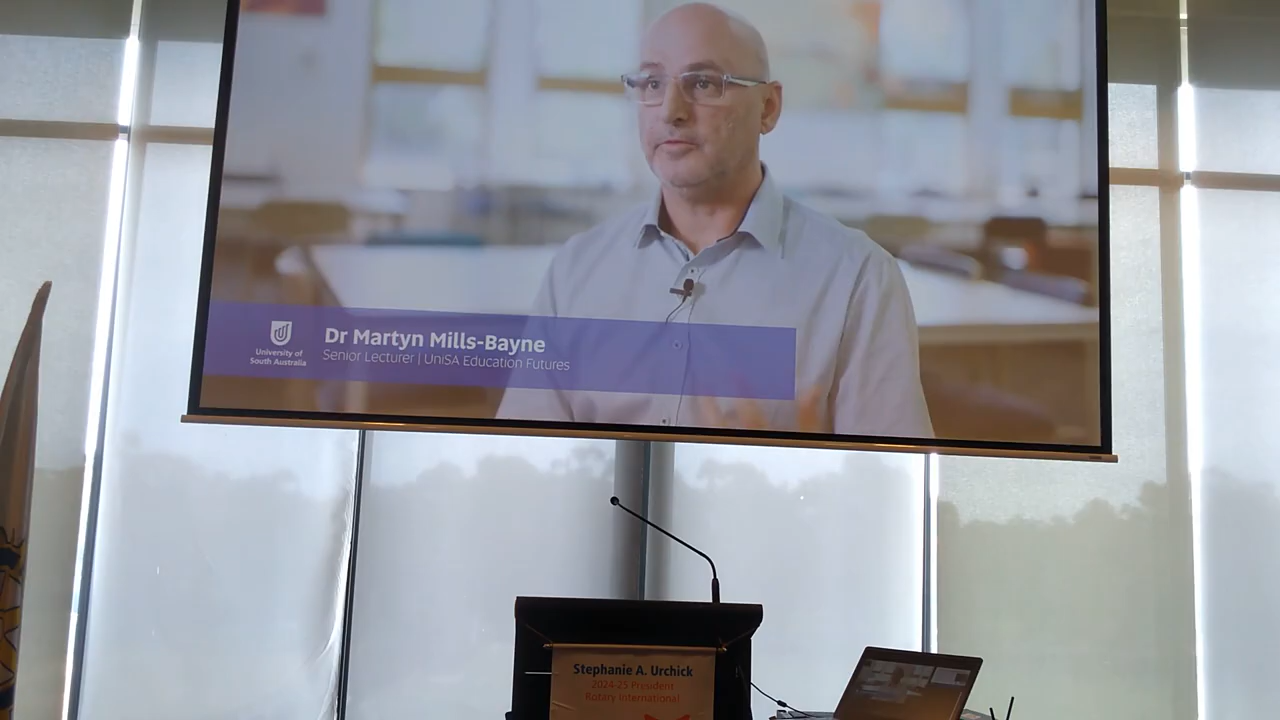 University of
South Australia
Dr Martyn Mills-Bayne
Senior Lecturer | UniSA Education Futures
Stephanie A. Urchick
2024-25 President
Rotary International